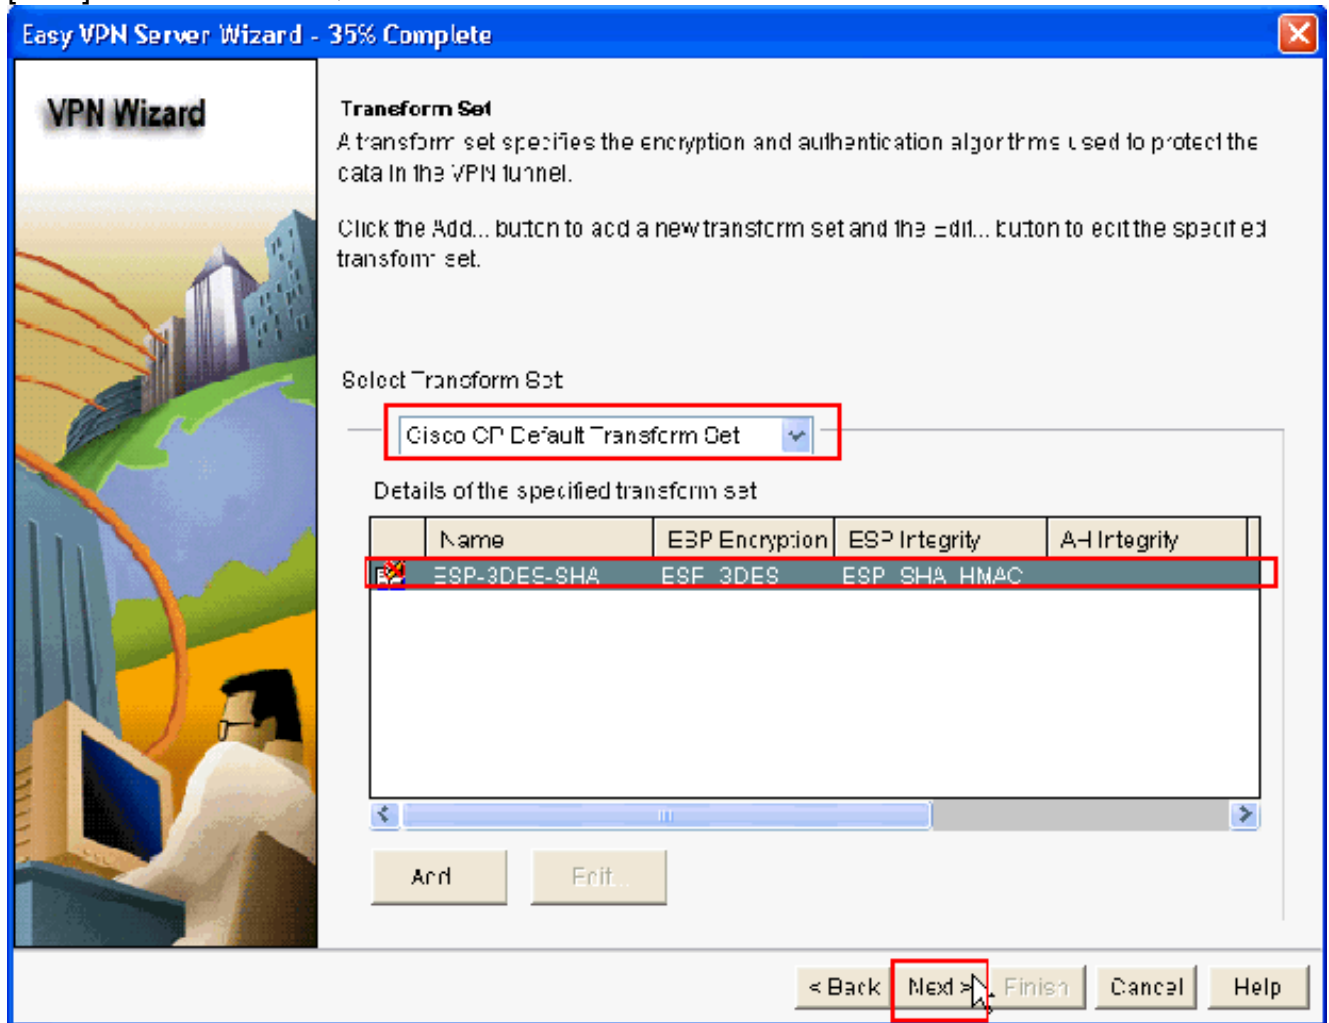 Easy VPN Server Wizard - 35% Complete
VPN Wizard
Transform Set
A transform set specifies the encryption and authentication algorithms used to protect the
data in the VPN tunnel.
Click the Add... button to add a new transform set and the Edit... button to edit the specified
transform set.
Select Transform Set
Cisco CP Default Transform Set
Details of the specified transform set
Name ESP Encryption ESP Integrity AH Integrity
ESP-3DES-SHA ESP_3DES ESP_SHA_HMAC
Add Edit...
< Back Next > Finish Cancel Help